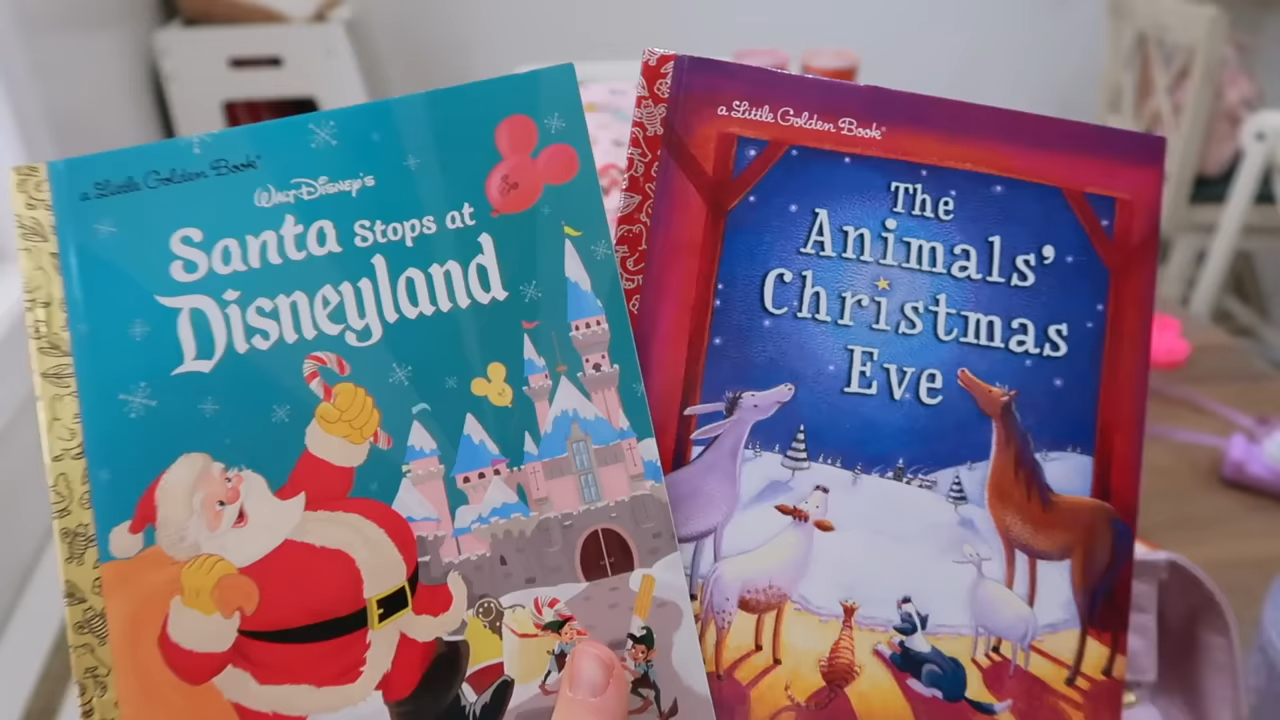 a Little Golden Book®
WALT DISNEY'S
Santa Stops at
Disneyland
a Little Golden Book®
The
Animals'
Christmas
Eve